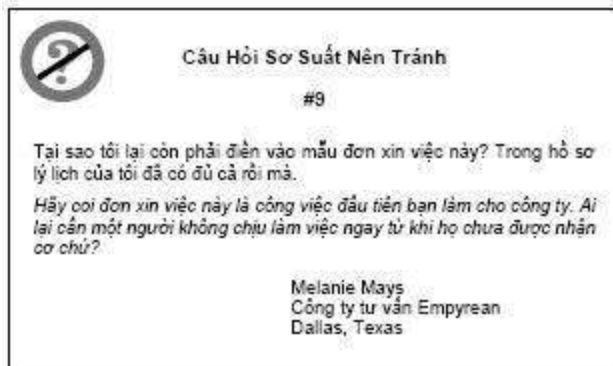 Câu Hỏi Sơ Suất Nên Tránh
#9
Tại sao tôi lại còn phải điền vào mẫu đơn xin việc này? Trong hồ sơ
lý lịch của tôi đã có đủ cả rồi mà.
Hãy coi đơn xin việc này là công việc đầu tiên bạn làm cho công ty. Ai
lại cần một người không chịu làm việc ngay từ khi họ chưa được nhận
cơ chứ?
Melanie Mays
Công ty tư vấn Empyrean
Dallas, Texas